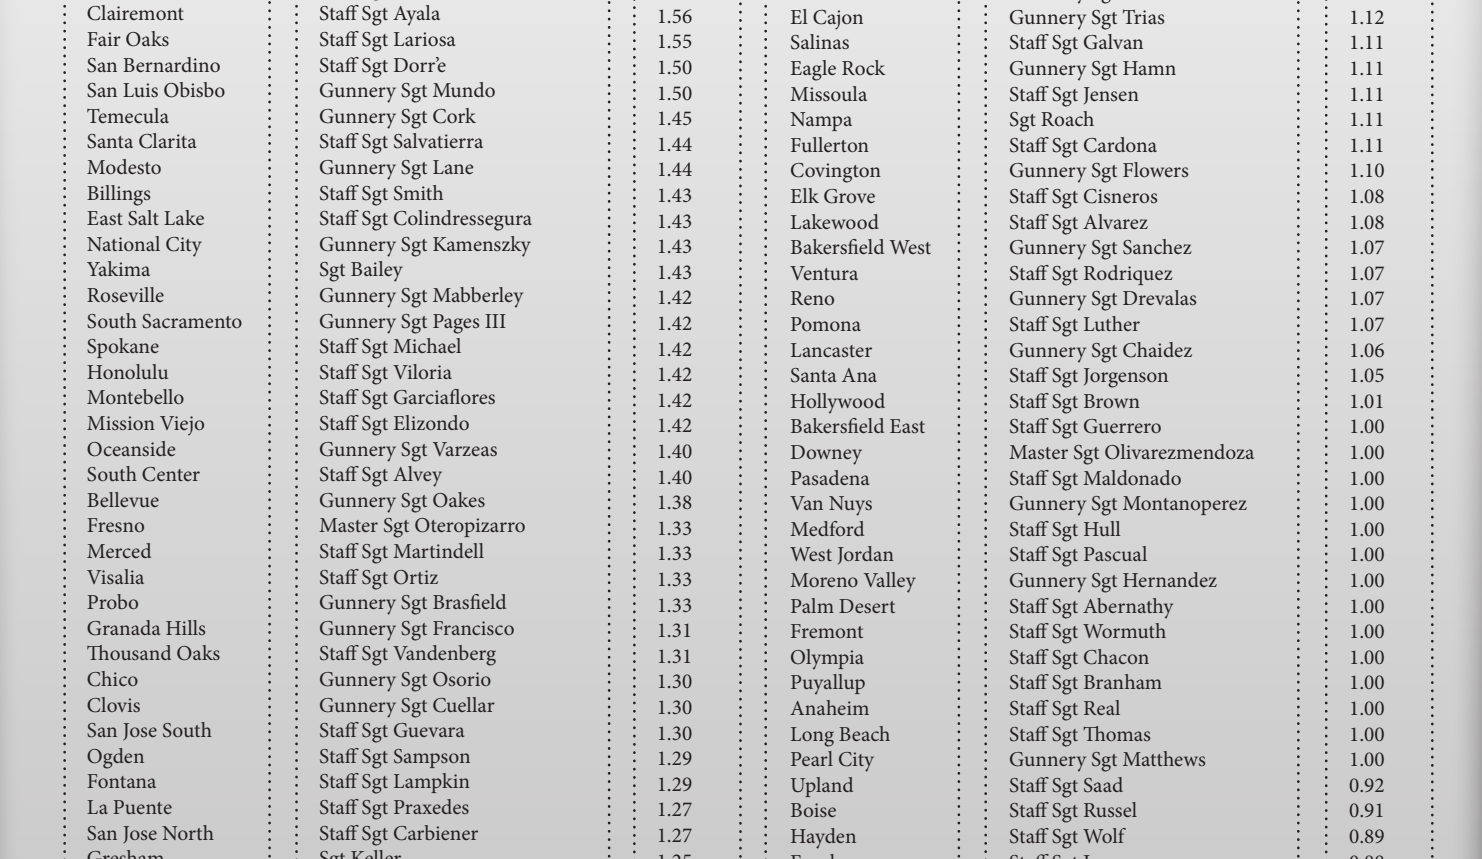 Clairemont Staff Sgt Ayala 1.56
Fair Oaks Staff Sgt Lariosa 1.55
San Bernardino Staff Sgt Dorr'e 1.50
San Luis Obisbo Gunnery Sgt Mundo 1.50
Temecula Gunnery Sgt Cork 1.45
Santa Clarita Staff Sgt Salvatierra 1.44
Modesto Gunnery Sgt Lane 1.44
Billings Staff Sgt Smith 1.43
East Salt Lake Staff Sgt Colindressegura 1.43
National City Gunnery Sgt Kamenszky 1.43
Yakima Sgt Bailey 1.43
Roseville Gunnery Sgt Mabberley 1.42
South Sacramento Gunnery Sgt Pages III 1.42
Spokane Staff Sgt Michael 1.42
Honolulu Staff Sgt Viloria 1.42
Montebello Staff Sgt Garciaflores 1.42
Mission Viejo Staff Sgt Elizondo 1.42
Oceanside Gunnery Sgt Varzeas 1.40
South Center Staff Sgt Alvey 1.40
Bellevue Gunnery Sgt Oakes 1.38
Fresno Master Sgt Oteropizarro 1.33
Merced Staff Sgt Martindell 1.33
Visalia Staff Sgt Ortiz 1.33
Probo Gunnery Sgt Brasfield 1.33
Granada Hills Gunnery Sgt Francisco 1.31
Thousand Oaks Staff Sgt Vandenberg 1.31
Chico Gunnery Sgt Osorio 1.30
Clovis Gunnery Sgt Cuellar 1.30
San Jose South Staff Sgt Guevara 1.30
Ogden Staff Sgt Sampson 1.29
Fontana Staff Sgt Lampkin 1.29
La Puente Staff Sgt Praxedes 1.27
San Jose North Staff Sgt Carbiener 1.27
Gresham Sgt Keller 1.25
El Cajon Gunnery Sgt Trias 1.12
Salinas Staff Sgt Galvan 1.11
Eagle Rock Gunnery Sgt Hamn 1.11
Missoula Staff Sgt Jensen 1.11
Nampa Sgt Roach 1.11
Fullerton Staff Sgt Cardona 1.11
Covington Gunnery Sgt Flowers 1.10
Elk Grove Staff Sgt Cisneros 1.08
Lakewood Staff Sgt Alvarez 1.08
Bakersfield West Gunnery Sgt Sanchez 1.07
Ventura Staff Sgt Rodriquez 1.07
Reno Gunnery Sgt Drevalas 1.07
Pomona Staff Sgt Luther 1.07
Lancaster Gunnery Sgt Chaidez 1.06
Santa Ana Staff Sgt Jorgenson 1.05
Hollywood Staff Sgt Brown 1.01
Bakersfield East Staff Sgt Guerrero 1.00
Downey Master Sgt Olivarezmendoza 1.00
Pasadena Staff Sgt Maldonado 1.00
Van Nuys Gunnery Sgt Montanoperez 1.00
Medford Staff Sgt Hull 1.00
West Jordan Staff Sgt Pascual 1.00
Moreno Valley Gunnery Sgt Hernandez 1.00
Palm Desert Staff Sgt Abernathy 1.00
Fremont Staff Sgt Wormuth 1.00
Olympia Staff Sgt Chacon 1.00
Puyallup Staff Sgt Branham 1.00
Anaheim Staff Sgt Real 1.00
Long Beach Staff Sgt Thomas 1.00
Pearl City Gunnery Sgt Matthews 1.00
Upland Staff Sgt Saad 0.92
Boise Staff Sgt Russel 0.91
Hayden Staff Sgt Wolf 0.89